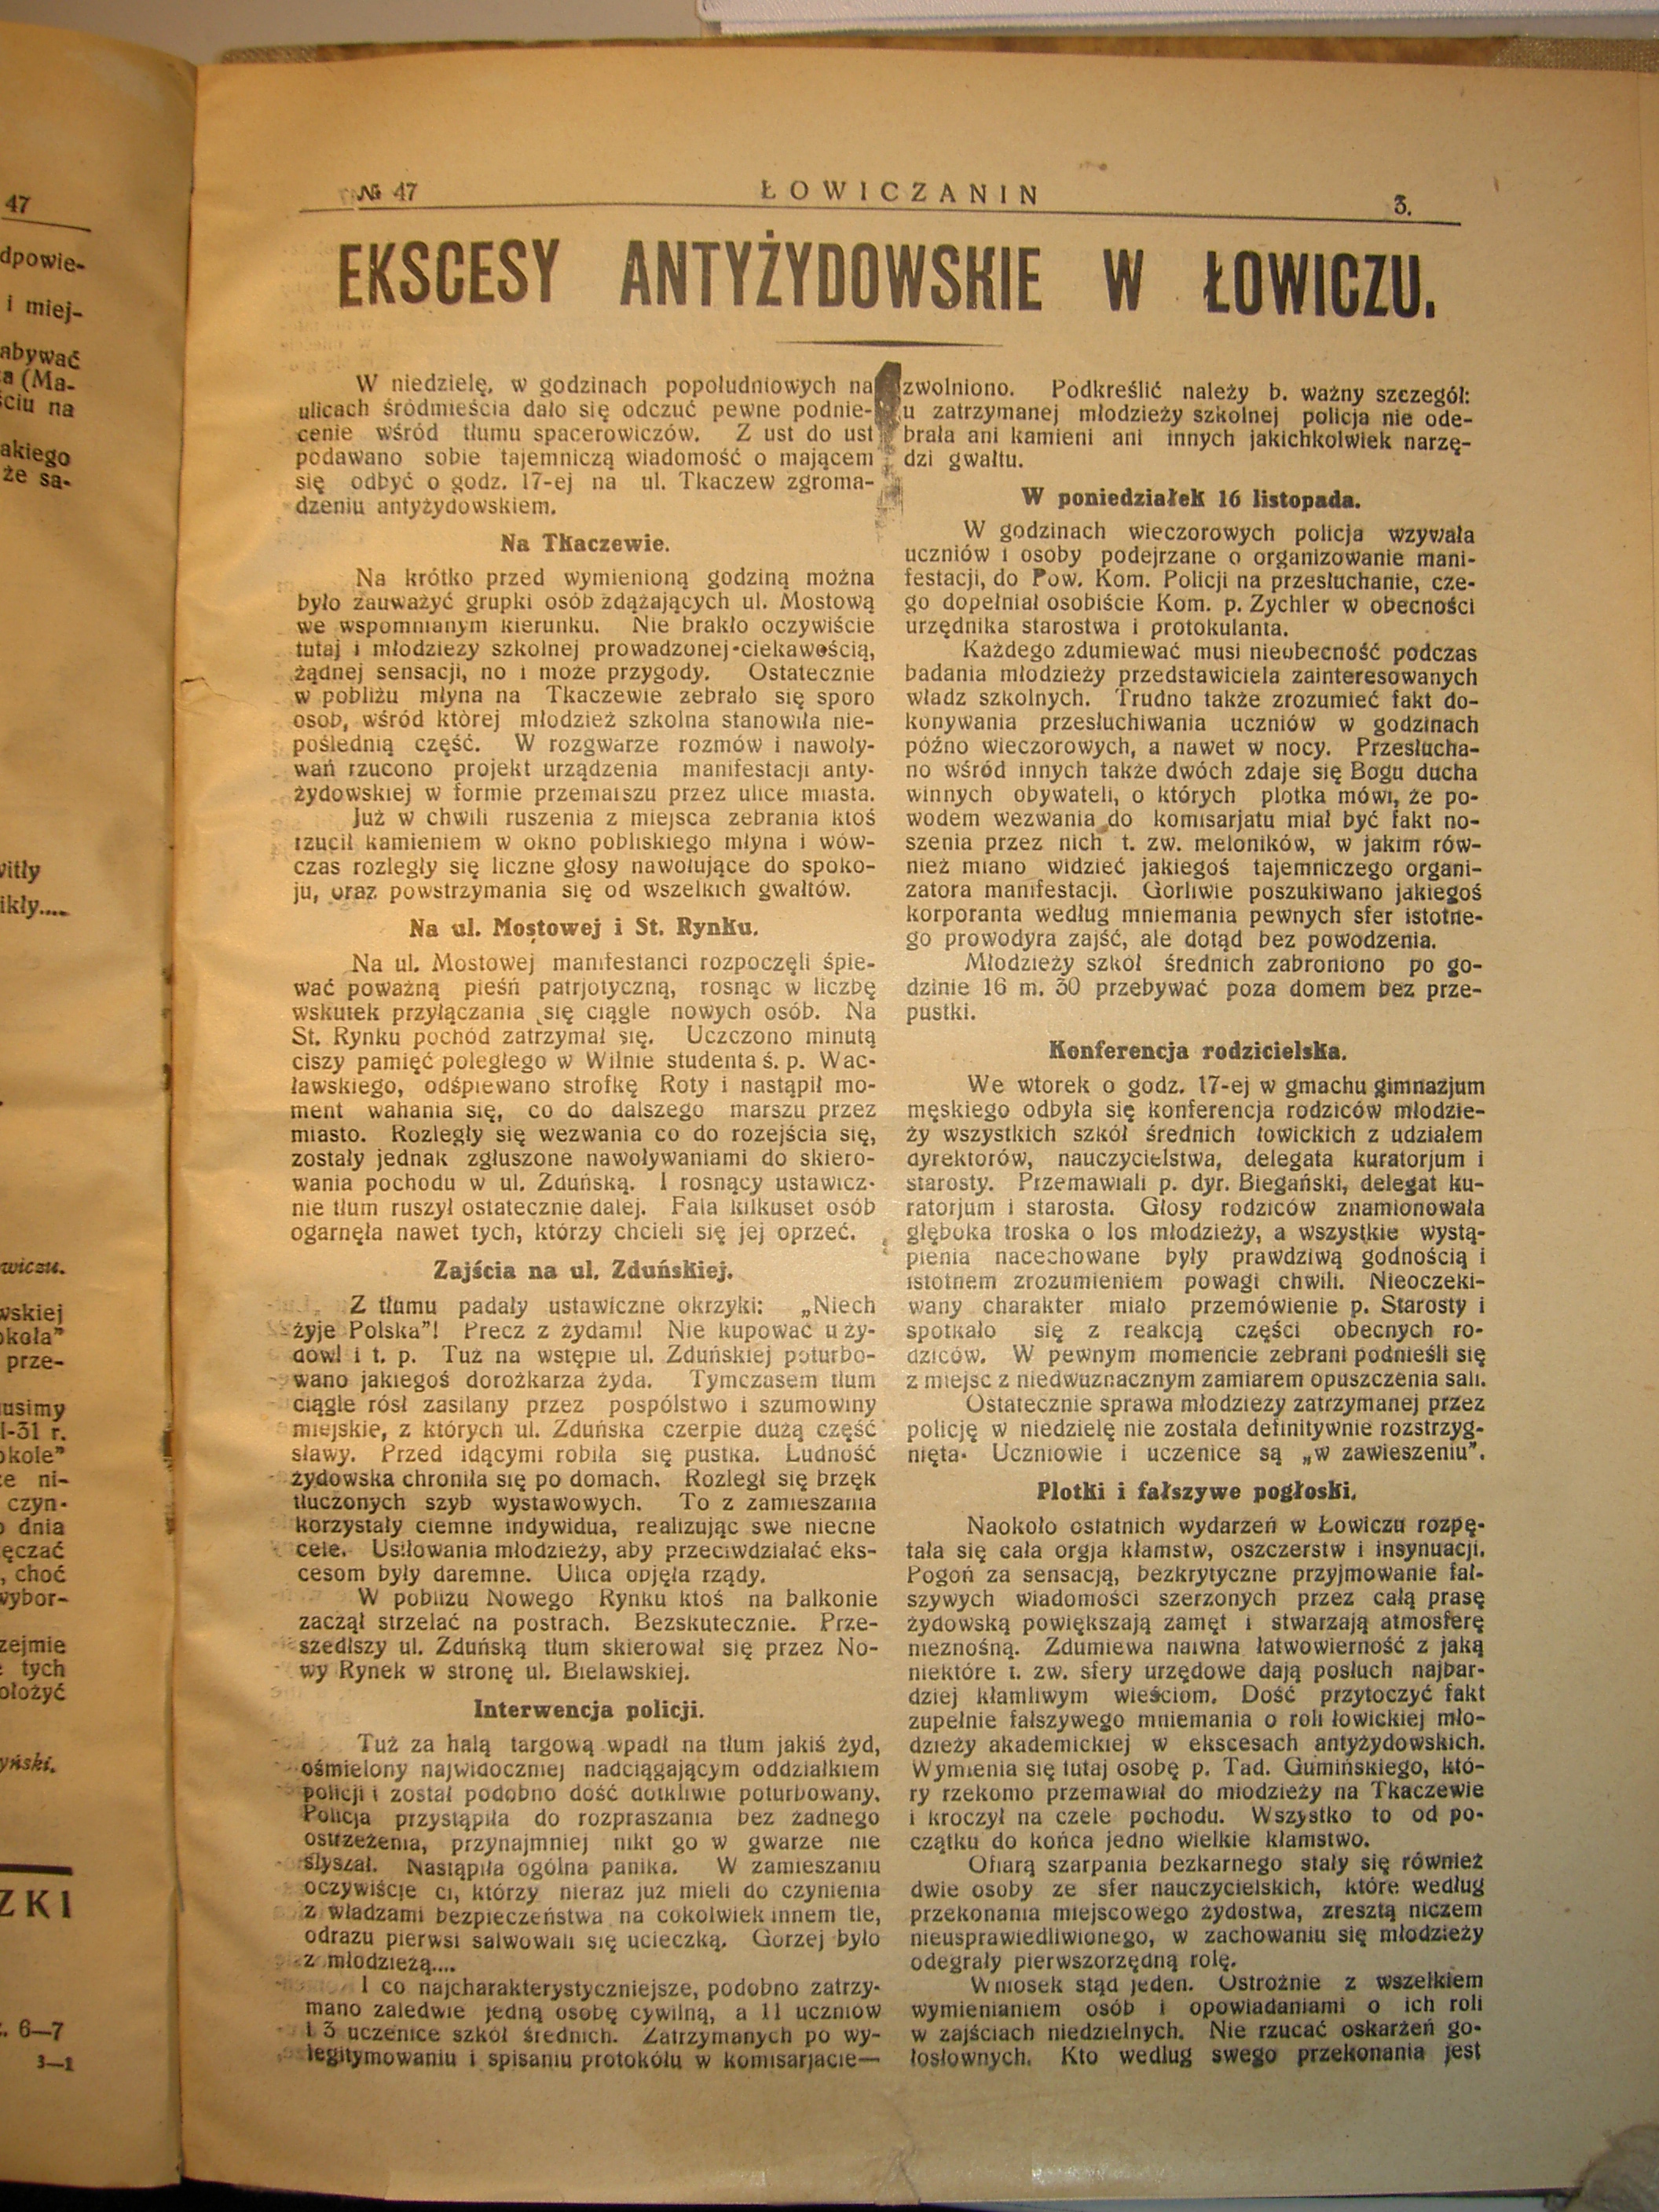 47
dpowie-
i miej-
abywać
a (Ma-
ściu na
akiego
że sa-
witły
ikły....
wiczu.
wskiej
okoła"
prze-
usimy
I-31 r.
okole"
że ni-
czyn-
dnia
ęczać
, choć
wybor-
zejmie
tych
ołożyć
yński.
ZKI
6—7
3—1
№ 47
ŁOWICZANIN
3.
EKSCESY ANTYŻYDOWSKIE W ŁOWICZU.
W niedzielę, w godzinach popołudniowych na
ulicach śródmieścia dało się odczuć pewne podnie-
cenie wśród tłumu spacerowiczów. Z ust do ust
podawano sobie tajemniczą wiadomość o mającem
się odbyć o godz. 17-ej na ul. Tkaczew zgroma-
dzeniu antyżydowskiem.
Na Tkaczewie.
Na krótko przed wymienioną godziną można
było zauważyć grupki osób zdążających ul. Mostową
we wspomnianym kierunku. Nie brakło oczywiście
tutaj i młodzieży szkolnej prowadzonej ciekawością,
żądnej sensacji, no i może przygody. Ostatecznie
w pobliżu młyna na Tkaczewie zebrało się sporo
osób, wśród której młodzież szkolna stanowiła nie-
poślednią część. W rozgwarze rozmów i nawoły-
wań rzucono projekt urządzenia manifestacji anty-
żydowskiej w formie przemarszu przez ulice miasta.
Już w chwili ruszenia z miejsca zebrania ktoś
rzucił kamieniem w okno pobliskiego młyna i wów-
czas rozległy się liczne głosy nawołujące do spoko-
ju, oraz powstrzymania się od wszelkich gwałtów.
Na ul. Mostowej i St. Rynku.
Na ul. Mostowej manifestanci rozpoczęli śpie-
wać poważną pieśń patrjotyczną, rosnąc w liczbę
wskutek przyłączania się ciągle nowych osób. Na
St. Rynku pochód zatrzymał się. Uczczono minutą
ciszy pamięć poległego w Wilnie studenta ś. p. Wac-
ławskiego, odśpiewano strofkę Roty i nastąpił mo-
ment wahania się, co do dalszego marszu przez
miasto. Rozległy się wezwania co do rozejścia się,
zostały jednak zgłuszone nawoływaniami do skiero-
wania pochodu w ul. Zduńską. I rosnący ustawicz-
nie tłum ruszył ostatecznie dalej. Fala kilkuset osób
ogarnęła nawet tych, którzy chcieli się jej oprzeć.
Zajścia na ul. Zduńskiej.
Z tłumu padały ustawiczne okrzyki: „Niech
żyje Polska"! Precz z żydami! Nie kupować u ży-
dow! i t. p. Tuż na wstępie ul. Zduńskiej poturbo-
wano jakiegoś dorożkarza żyda. Tymczasem tłum
ciągle rósł zasilany przez pospólstwo i szumowiny
miejskie, z których ul. Zduńska czerpie dużą część
sławy. Przed idącymi robiła się pustka. Ludność
żydowska chroniła się po domach. Rozległ się brzęk
tłuczonych szyb wystawowych. To z zamieszania
korzystały ciemne indywidua, realizując swe niecne
cele. Usiłowania młodzieży, aby przeciwdziałać eks-
cesom były daremne. Ulica objęła rządy.
W pobliżu Nowego Rynku ktoś na balkonie
zaczął strzelać na postrach. Bezskutecznie. Prze-
szedłszy ul. Zduńską tłum skierował się przez No-
wy Rynek w stronę ul. Bielawskiej.
Interwencja policji.
Tuż za halą targową wpadł na tłum jakiś żyd,
ośmielony najwidoczniej nadciągającym oddziałkiem
policji i został podobno dość dotkliwie poturbowany.
Policja przystąpiła do rozpraszania bez żadnego
ostrzeżenia, przynajmniej nikt go w gwarze nie
słyszał. Nastąpiła ogólna panika. W zamieszaniu
oczywiście ci, którzy nieraz już mieli do czynienia
z władzami bezpieczeństwa na cokolwiek innem tle,
odrazu pierwsi salwowali się ucieczką. Gorzej było
z młodzieżą....
I co najcharakterystyczniejsze, podobno zatrzy-
mano zaledwie jedną osobę cywilną, a 11 uczniów
i 3 uczenice szkół średnich. Zatrzymanych po wy-
legitymowaniu i spisaniu protokółu w komisarjacie—
zwolniono. Podkreślić należy b. ważny szczegół:
u zatrzymanej młodzieży szkolnej policja nie ode-
brała ani kamieni ani innych jakichkolwiek narzę-
dzi gwałtu.
W poniedziałek 16 listopada.
W godzinach wieczorowych policja wzywała
uczniów i osoby podejrzane o organizowanie mani-
festacji, do Pow. Kom. Policji na przesłuchanie, cze-
go dopełniał osobiście Kom. p. Zychler w obecności
urzędnika starostwa i protokulanta.
Każdego zdumiewać musi nieobecność podczas
badania młodzieży przedstawiciela zainteresowanych
władz szkolnych. Trudno także zrozumieć fakt do-
konywania przesłuchiwania uczniów w godzinach
późno wieczorowych, a nawet w nocy. Przesłucha-
no wśród innych także dwóch zdaje się Bogu ducha
winnych obywateli, o których plotka mówi, że po-
wodem wezwania do komisarjatu miał być fakt no-
szenia przez nich t. zw. meloników, w jakim rów-
nież miano widzieć jakiegoś tajemniczego organi-
zatora manifestacji. Gorliwie poszukiwano jakiegoś
korporanta według mniemania pewnych sfer istotne-
go prowodyra zajść, ale dotąd bez powodzenia.
Młodzieży szkół średnich zabroniono po go-
dzinie 16 m. 30 przebywać poza domem bez prze-
pustki.
Konferencja rodzicielska.
We wtorek o godz. 17-ej w gmachu gimnazjum
męskiego odbyła się konferencja rodziców młodzie-
ży wszystkich szkół średnich łowickich z udziałem
dyrektorów, nauczycielstwa, delegata kuratorjum i
starosty. Przemawiali p. dyr. Biegański, delegat ku-
ratorjum i starosta. Głosy rodziców znamionowała
głęboka troska o los młodzieży, a wszystkie wystą-
pienia nacechowane były prawdziwą godnością i
istotnem zrozumieniem powagi chwili. Nieoczeki-
wany charakter miało przemówienie p. Starosty i
spotkało się z reakcją części obecnych ro-
dziców. W pewnym momencie zebrani podnieśli się
z miejsc z niedwuznacznym zamiarem opuszczenia sali.
Ostatecznie sprawa młodzieży zatrzymanej przez
policję w niedzielę nie została definitywnie rozstrzyg-
nięta. Uczniowie i uczenice są „w zawieszeniu".
Plotki i fałszywe pogłoski.
Naokoło ostatnich wydarzeń w Łowiczu rozpę-
tała się cała orgja kłamstw, oszczerstw i insynuacji.
Pogoń za sensacją, bezkrytyczne przyjmowanie fał-
szywych wiadomości szerzonych przez całą prasę
żydowską powiększają zamęt i stwarzają atmosferę
nieznośną. Zdumiewa naiwna łatwowierność z jaką
niektóre t. zw. sfery urzędowe dają posłuch najbar-
dziej kłamliwym wieściom. Dość przytoczyć fakt
zupełnie fałszywego mniemania o roli łowickiej mło-
dzieży akademickiej w ekscesach antyżydowskich.
Wymienia się tutaj osobę p. Tad. Gumińskiego, któ-
ry rzekomo przemawiał do młodzieży na Tkaczewie
i kroczył na czele pochodu. Wszystko to od po-
czątku do końca jedno wielkie kłamstwo.
Ofiarą szarpania bezkarnego stały się również
dwie osoby ze sfer nauczycielskich, które według
przekonania miejscowego żydostwa, zresztą niczem
nieusprawiedliwionego, w zachowaniu się młodzieży
odegrały pierwszorzędną rolę.
Wniosek stąd jeden. Ostrożnie z wszelkiem
wymienianiem osób i opowiadaniami o ich roli
w zajściach niedzielnych. Nie rzucać oskarżeń go-
łosłownych. Kto według swego przekonania jest